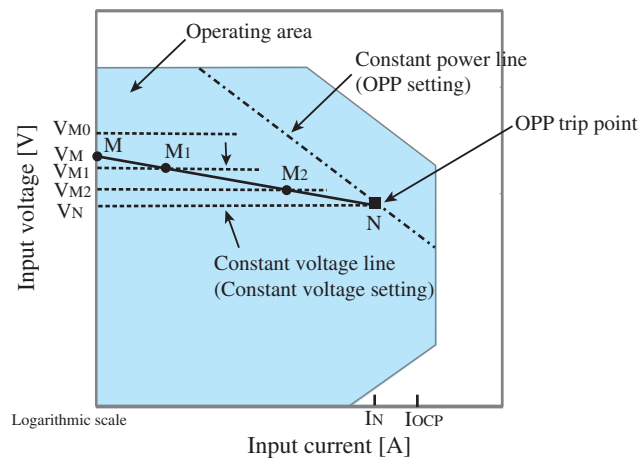 Operating area
Constant power line
(OPP setting)
OPP trip point
Input voltage [V]
VM0
VM
M
VM1
M1
VM2
M2
VN
N
Constant voltage line
(Constant voltage setting)
Logarithmic scale
IN
IOCP
Input current [A]